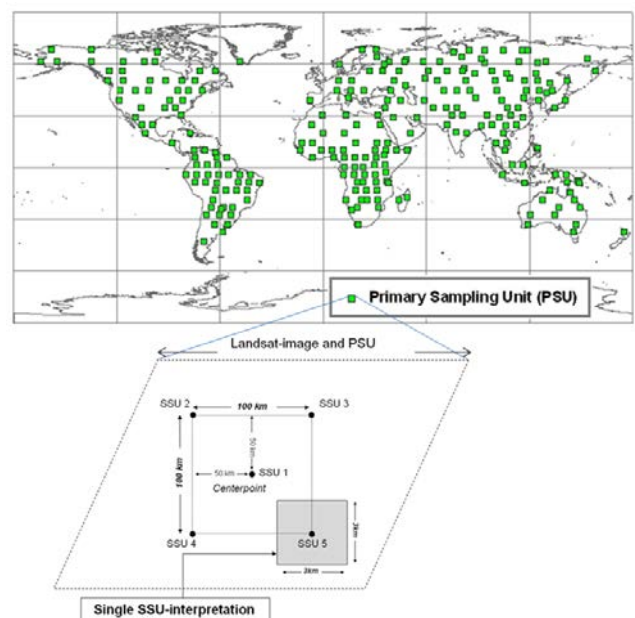 Primary Sampling Unit (PSU)
Landsat-image and PSU
SSU 2
100 km
SSU 3
50 km
100 km
50 km
SSU 1
Centerpoint
SSU 4
SSU 5
3km
3km
Single SSU-interpretation